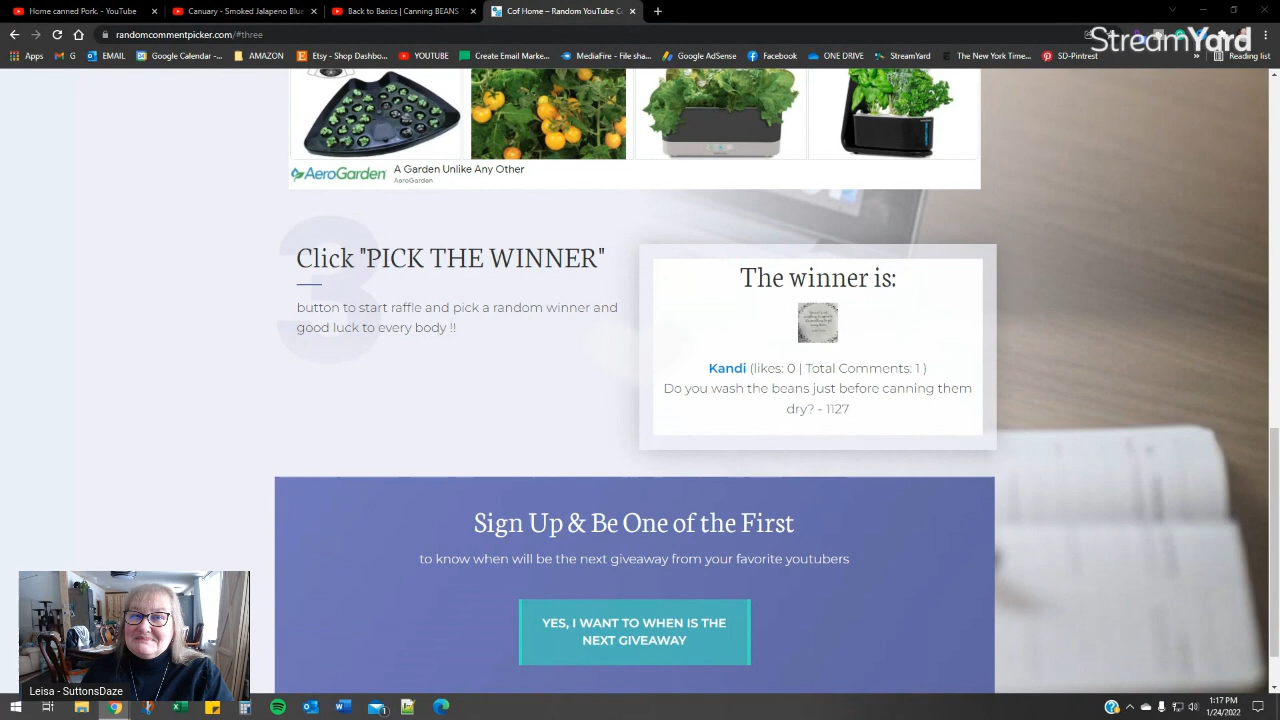 Home canned Pork. - YouTube
Canuary - Smoked Jalapeno Blue
Back to Basics | Canning BEANS
Cof Home – Random YouTube Co
randomcommentpicker.com/#three
StreamYard
Apps
G
EMAIL
Google Calendar -...
AMAZON
Etsy - Shop Dashbo...
YOUTUBE
Create Email Marke...
MediaFire - File sha...
Google AdSense
Facebook
ONE DRIVE
StreamYard
The New York Time...
SD-Pintrest
Reading list
AeroGarden
A Garden Unlike Any Other
AeroGarden
3
Click "PICK THE WINNER"
button to start raffle and pick a random winner and
good luck to every body !!
The winner is:
Kandi (likes: 0 | Total Comments: 1 )
Do you wash the beans just before canning them
dry? - 1127
Sign Up & Be One of the First
to know when will be the next giveaway from your favorite youtubers
YES, I WANT TO WHEN IS THE
NEXT GIVEAWAY
Leisa - SuttonsDaze
1:17 PM
1/24/2022